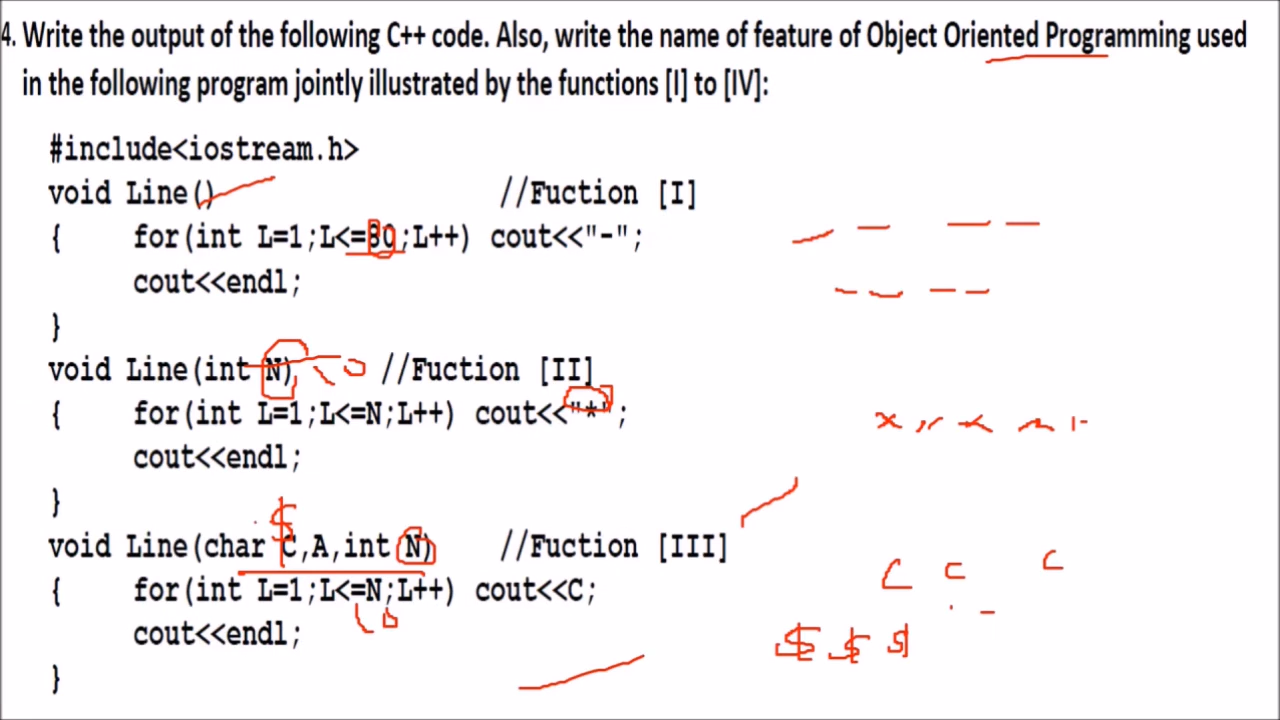 4. Write the output of the following C++ code. Also, write the name of feature of Object Oriented Programming used
in the following program jointly illustrated by the functions [I] to [IV]:
#include<iostream.h>
void Line() //Fuction [I]
{ for(int L=1;L<=80;L++) cout<<"-";
cout<<endl;
}
void Line(int N) 10 //Fuction [II]
{ for(int L=1;L<=N;L++) cout<<"*";
cout<<endl;
}
$
void Line(char C,A,int N) //Fuction [III]
C C C
{ for(int L=1;L<=N;L++) cout<<C;
10
cout<<endl;
$ $ $
}